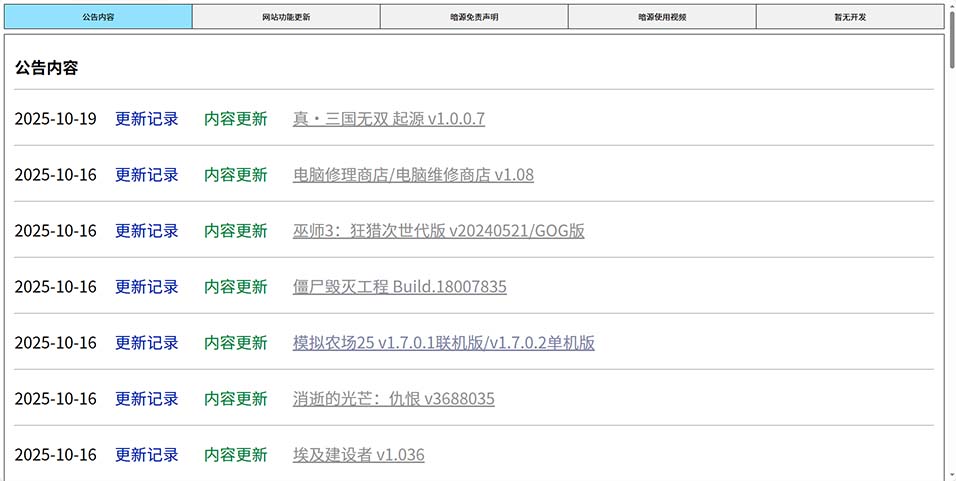 公告内容 网站功能更新 暗源免责声明 暗源使用视频 暂无开发
公告内容
2025-10-19 更新记录 内容更新 真・三国无双 起源 v1.0.0.7
2025-10-16 更新记录 内容更新 电脑修理商店/电脑维修商店 v1.08
2025-10-16 更新记录 内容更新 巫师3：狂猎次世代版 v20240521/GOG版
2025-10-16 更新记录 内容更新 僵尸毁灭工程 Build.18007835
2025-10-16 更新记录 内容更新 模拟农场25 v1.7.0.1联机版/v1.7.0.2单机版
2025-10-16 更新记录 内容更新 消逝的光芒：仇恨 v3688035
2025-10-16 更新记录 内容更新 埃及建设者 v1.036